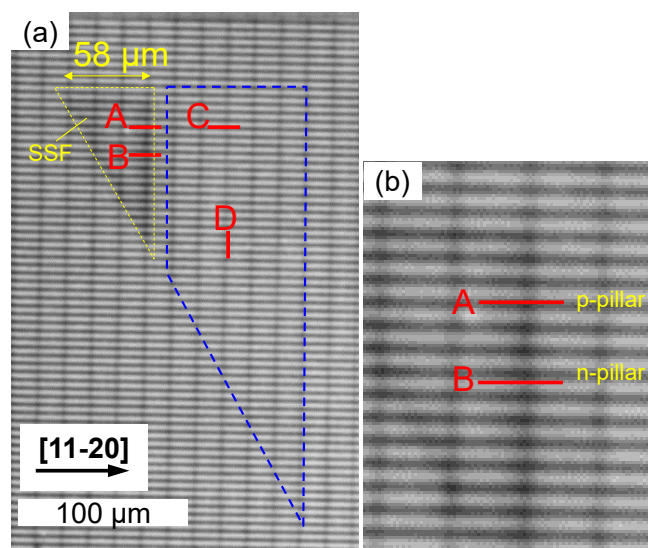 (a)
58 μm
A
C
SSF
B
D
[11-20]
100 μm
(b)
A
p-pillar
B
n-pillar